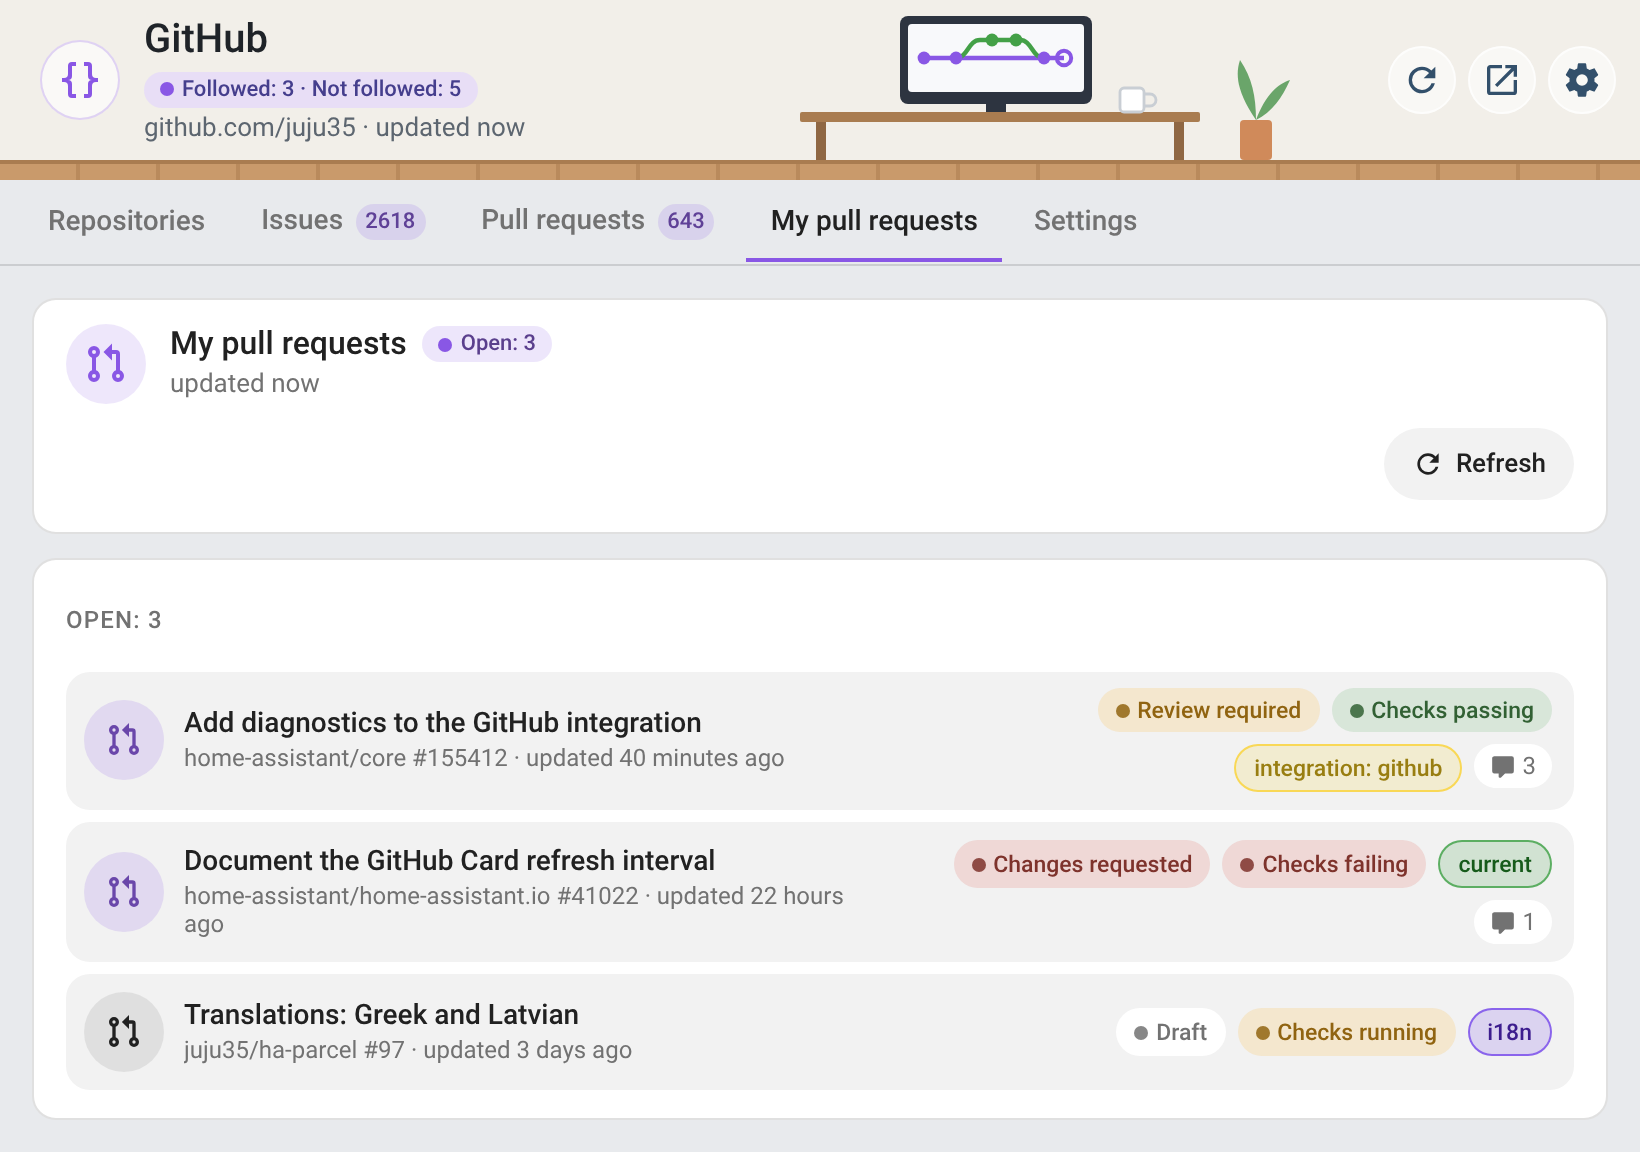 GitHub
Followed: 3 · Not followed: 5
github.com/juju35 · updated now
Repositories
Issues 2618
Pull requests 643
My pull requests
Settings
My pull requests
Open: 3
updated now
Refresh
OPEN: 3
Add diagnostics to the GitHub integration
home-assistant/core #155412 · updated 40 minutes ago
Review required
Checks passing
integration: github
3
Document the GitHub Card refresh interval
home-assistant/home-assistant.io #41022 · updated 22 hours
ago
Changes requested
Checks failing
current
1
Translations: Greek and Latvian
juju35/ha-parcel #97 · updated 3 days ago
Draft
Checks running
i18n